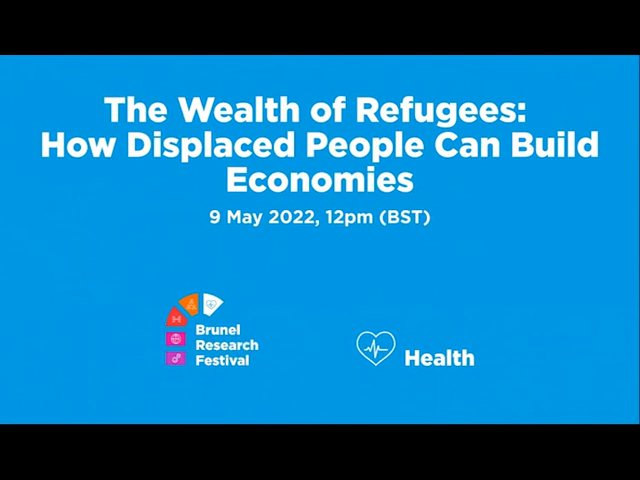 The Wealth of Refugees:
How Displaced People Can Build
Economies
9 May 2022, 12pm (BST)
Brunel
Research
Festival
Health